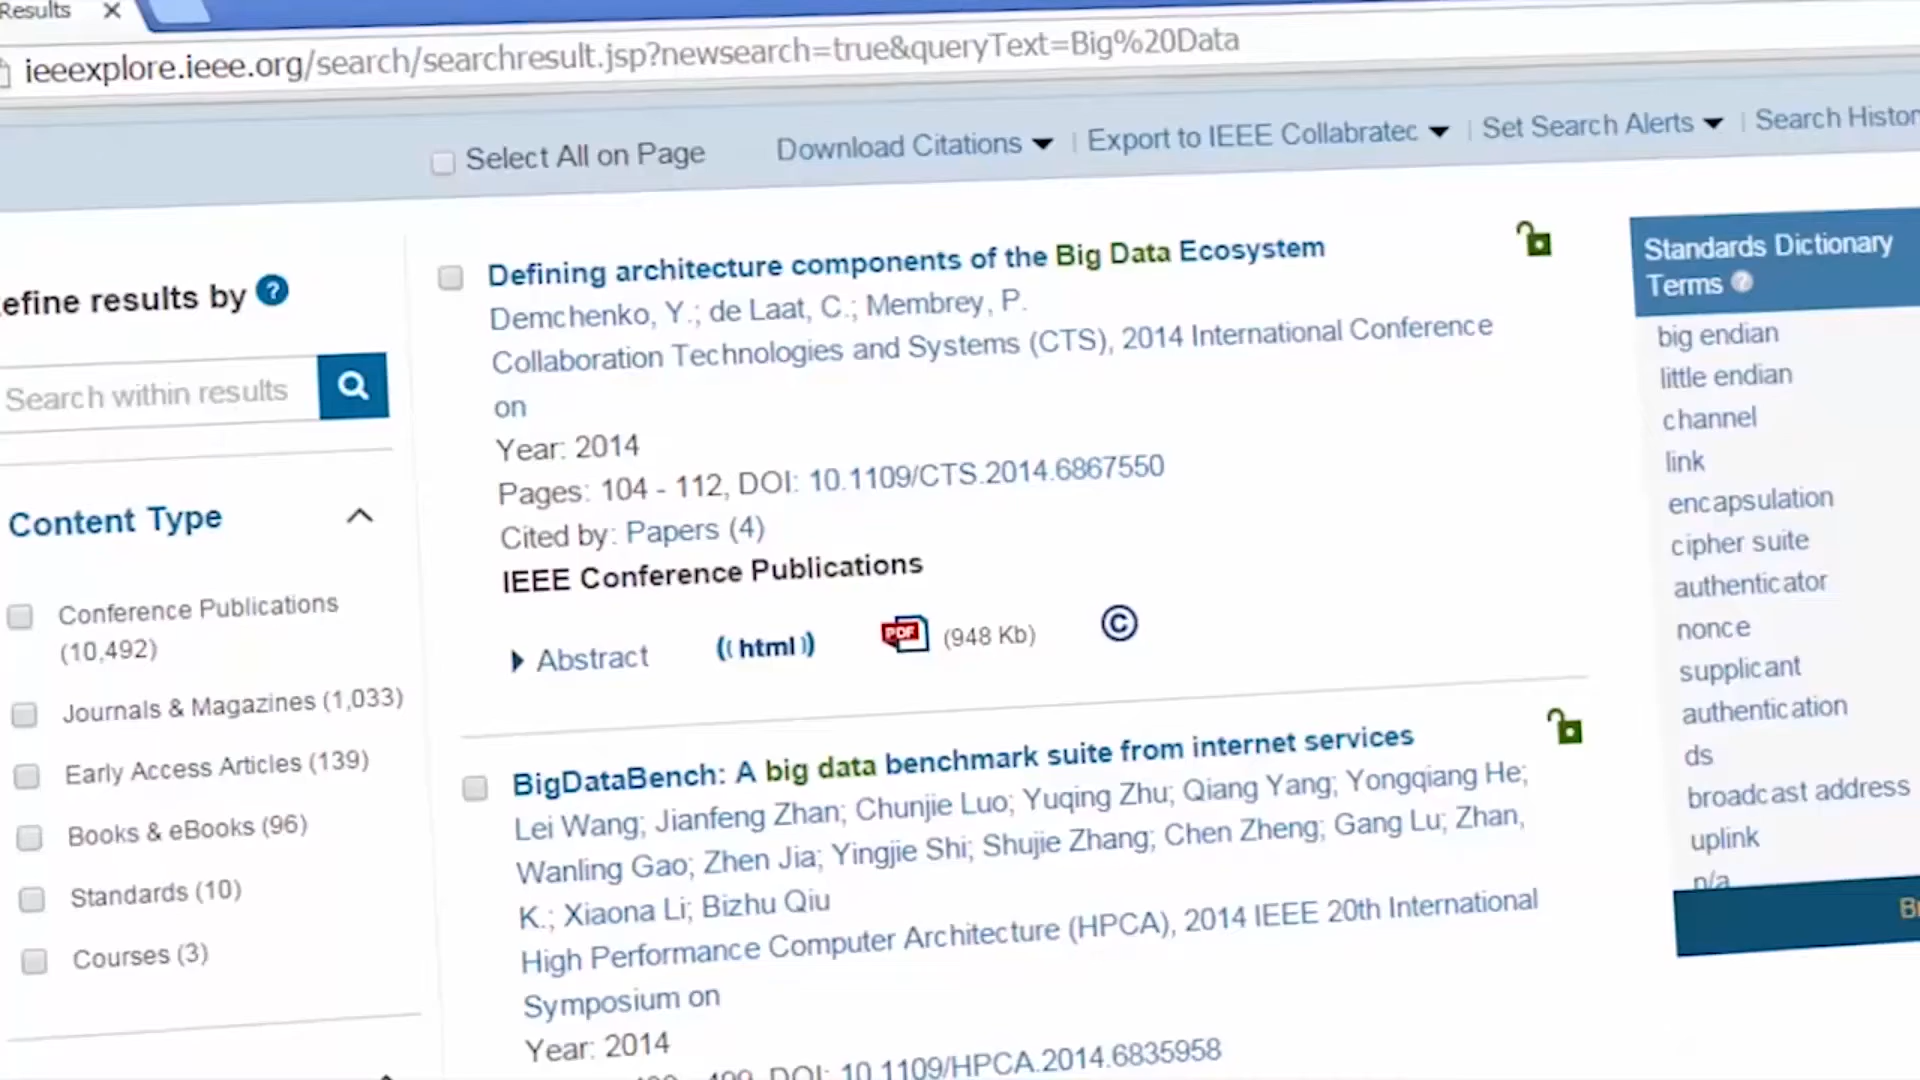 Results
ieeexplore.ieee.org/search/searchresult.jsp?newsearch=true&queryText=Big%20Data
Select All on Page
Download Citations
Export to IEEE Collabratec
Set Search Alerts
Search Histor
efine results by ?
Search within results
Content Type
Conference Publications
(10,492)
Journals & Magazines (1,033)
Early Access Articles (139)
Books & eBooks (96)
Standards (10)
Courses (3)
Defining architecture components of the Big Data Ecosystem
Demchenko, Y.; de Laat, C.; Membrey, P.
Collaboration Technologies and Systems (CTS), 2014 International Conference
on
Year: 2014
Pages: 104 - 112, DOI: 10.1109/CTS.2014.6867550
Cited by: Papers (4)
IEEE Conference Publications
Abstract
((html))
PDF (948 Kb)
©
BigDataBench: A big data benchmark suite from internet services
Lei Wang; Jianfeng Zhan; Chunjie Luo; Yuqing Zhu; Qiang Yang; Yongqiang He;
Wanling Gao; Zhen Jia; Yingjie Shi; Shujie Zhang; Chen Zheng; Gang Lu; Zhan,
K.; Xiaona Li; Bizhu Qiu
High Performance Computer Architecture (HPCA), 2014 IEEE 20th International
Symposium on
Year: 2014
DOI: 10.1109/HPCA.2014.6835958
Standards Dictionary
Terms ?
big endian
little endian
channel
link
encapsulation
cipher suite
authenticator
nonce
supplicant
authentication
ds
broadcast address
uplink
n/a